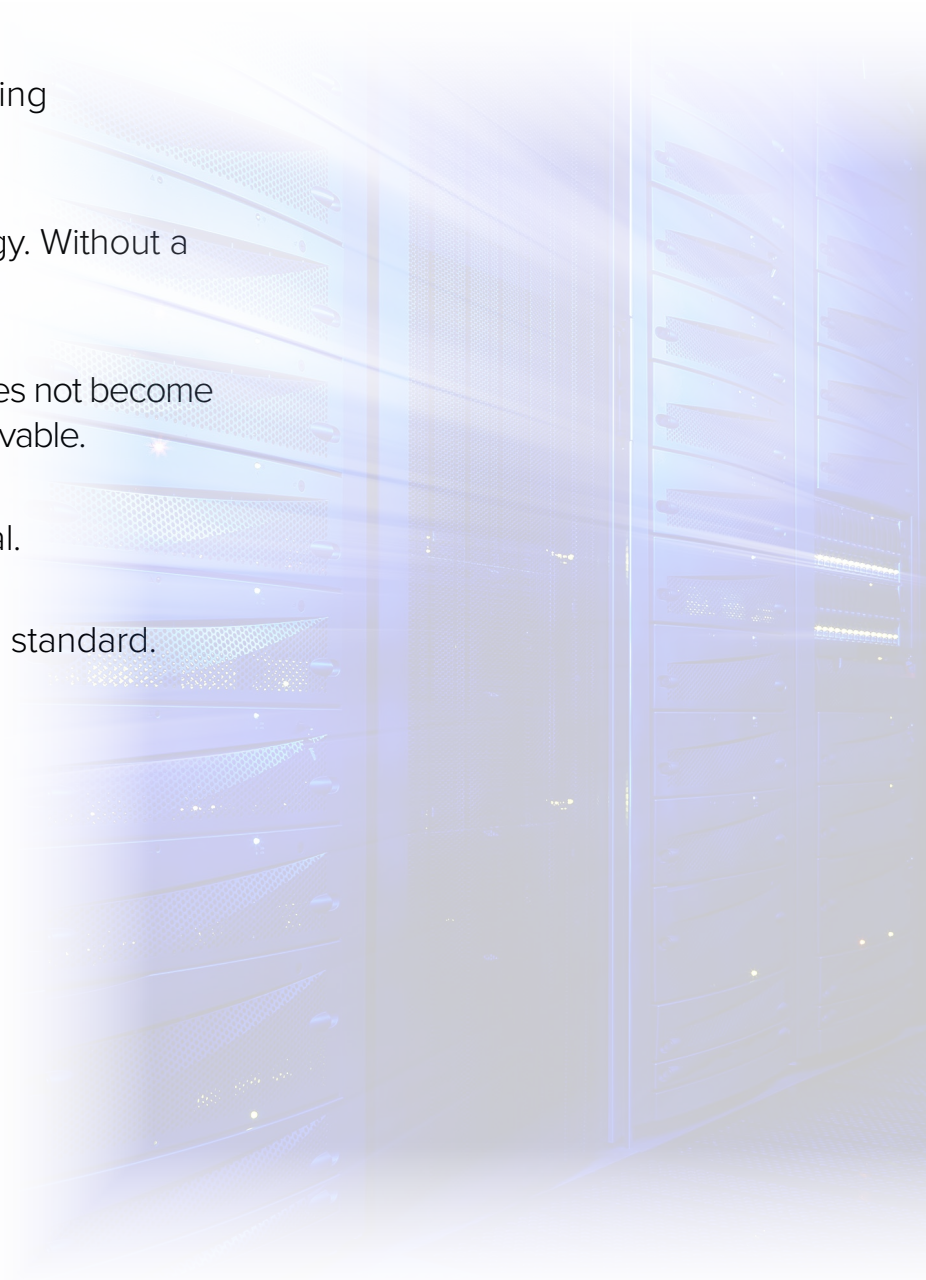 ing
gy. Without a
es not become
vable.
al.
standard.